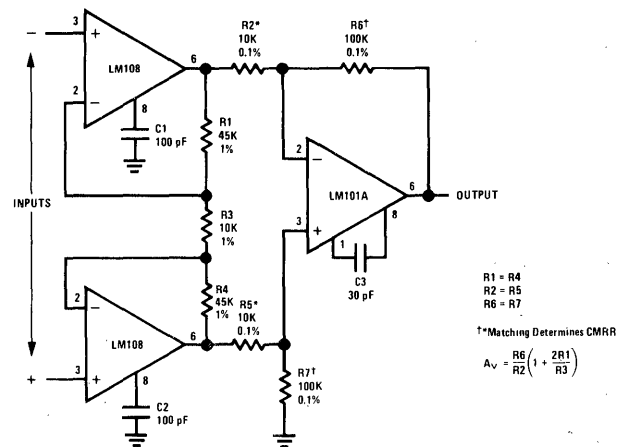 R2*
10K
0.1%
R6†
100K
0.1%
−
3
+
LM108
6
2
−
8
C1
100 pF
R1
45K
1%
2
−
LM101A
6
OUTPUT
3
+
1
8
C3
30 pF
INPUTS
R3
10K
1%
2
−
R4
45K
1%
R5*
10K
0.1%
LM108
6
+
3
+
8
C2
100 pF
R7†
100K
0.1%
R1 = R4
R2 = R5
R6 = R7
†*Matching Determines CMRR
AV = R6/R2 (1 + 2R1/R3)